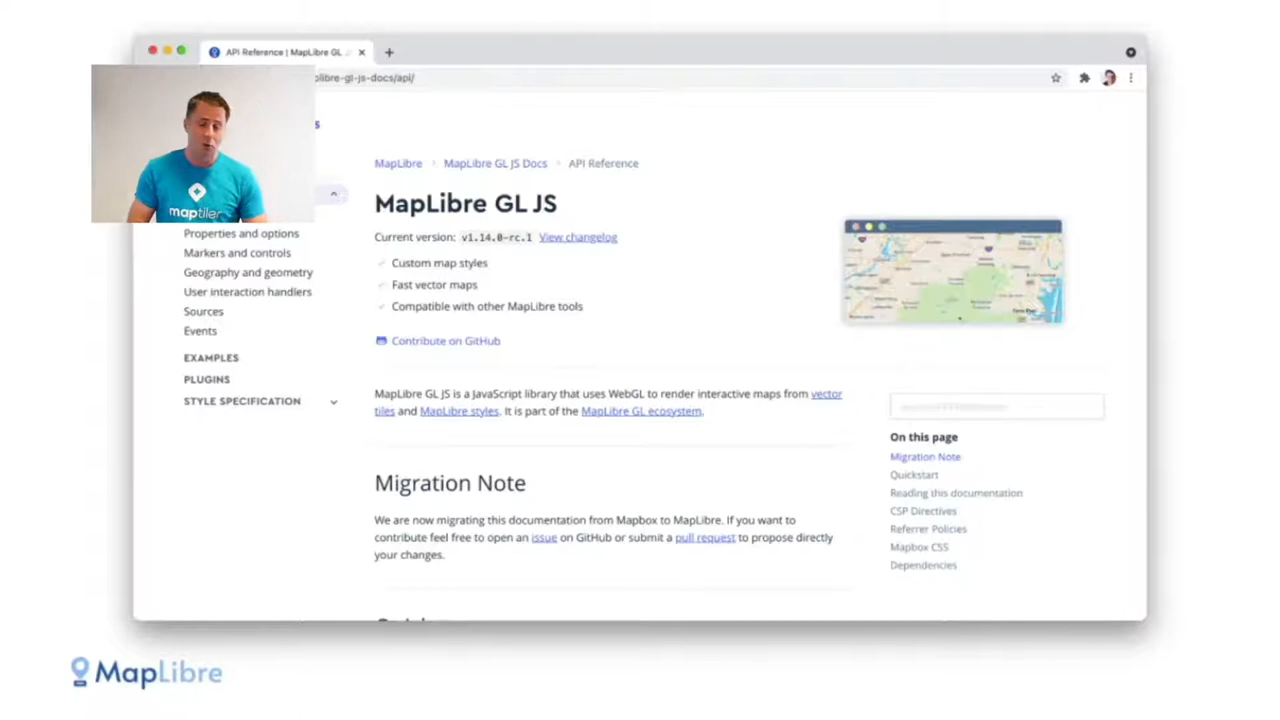 API Reference | MapLibre GL
olibre-gl-js-docs/api/
s
maptiler
Properties and options
Markers and controls
Geography and geometry
User interaction handlers
Sources
Events
EXAMPLES
PLUGINS
STYLE SPECIFICATION
MapLibre > MapLibre GL JS Docs > API Reference
MapLibre GL JS
Current version: v1.14.0-rc.1 View changelog
Custom map styles
Fast vector maps
Compatible with other MapLibre tools
Contribute on GitHub
MapLibre GL JS is a JavaScript library that uses WebGL to render interactive maps from vector
tiles and MapLibre styles. It is part of the MapLibre GL ecosystem.
Migration Note
We are now migrating this documentation from Mapbox to MapLibre. If you want to
contribute feel free to open an issue on GitHub or submit a pull request to propose directly
your changes.
On this page
Migration Note
Quickstart
Reading this documentation
CSP Directives
Referrer Policies
Mapbox CSS
Dependencies
MapLibre